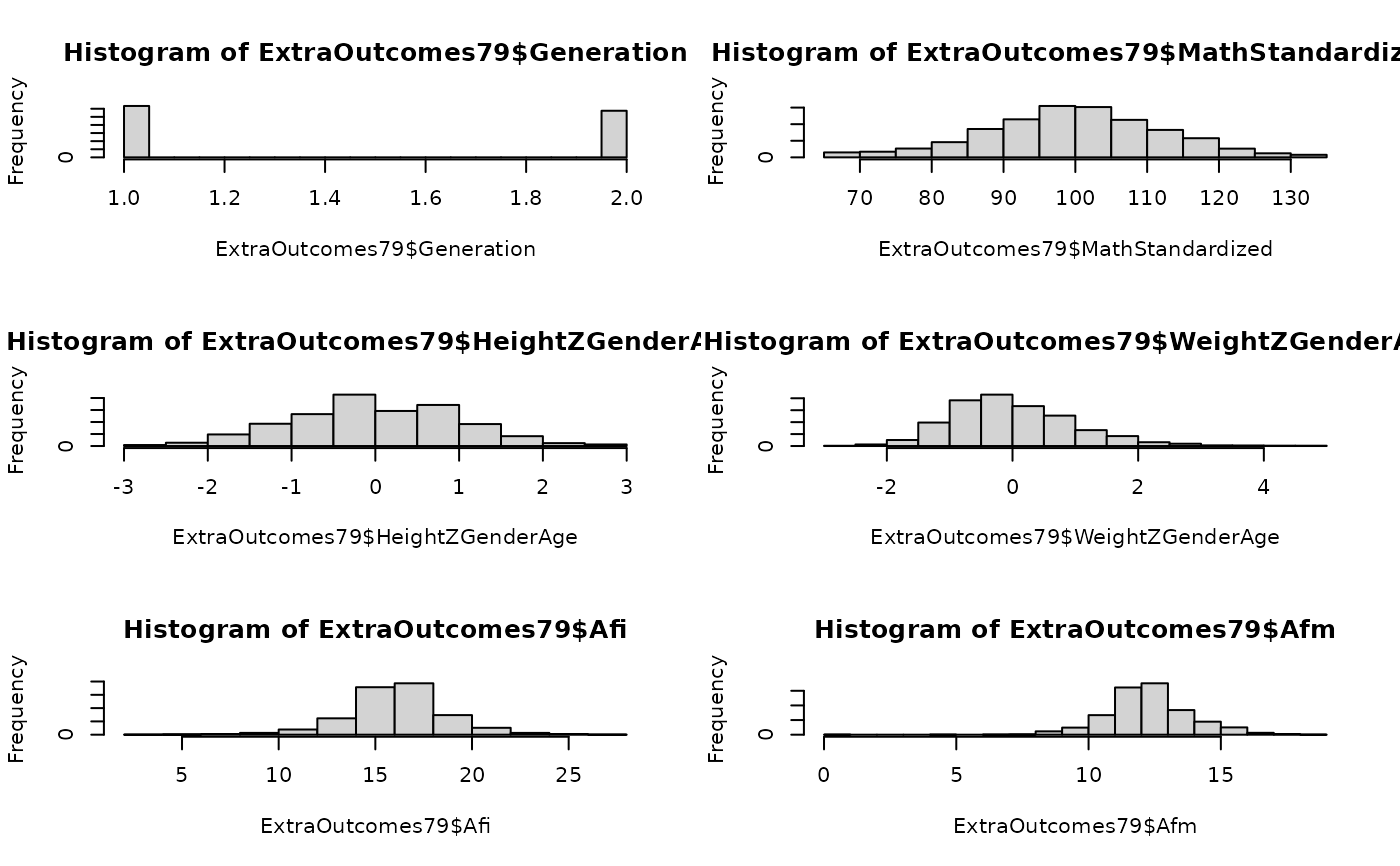 Histogram of ExtraOutcomes79$Generation
Frequency
0
1.0 1.2 1.4 1.6 1.8 2.0
ExtraOutcomes79$Generation
Histogram of ExtraOutcomes79$MathStandardiz
Frequency
0
70 80 90 100 110 120 130
ExtraOutcomes79$MathStandardized
Histogram of ExtraOutcomes79$HeightZGenderA
Frequency
0
-3 -2 -1 0 1 2 3
ExtraOutcomes79$HeightZGenderAge
Histogram of ExtraOutcomes79$WeightZGenderA
Frequency
0
-2 0 2 4
ExtraOutcomes79$WeightZGenderAge
Histogram of ExtraOutcomes79$Afi
Frequency
0
5 10 15 20 25
ExtraOutcomes79$Afi
Histogram of ExtraOutcomes79$Afm
Frequency
0
0 5 10 15
ExtraOutcomes79$Afm